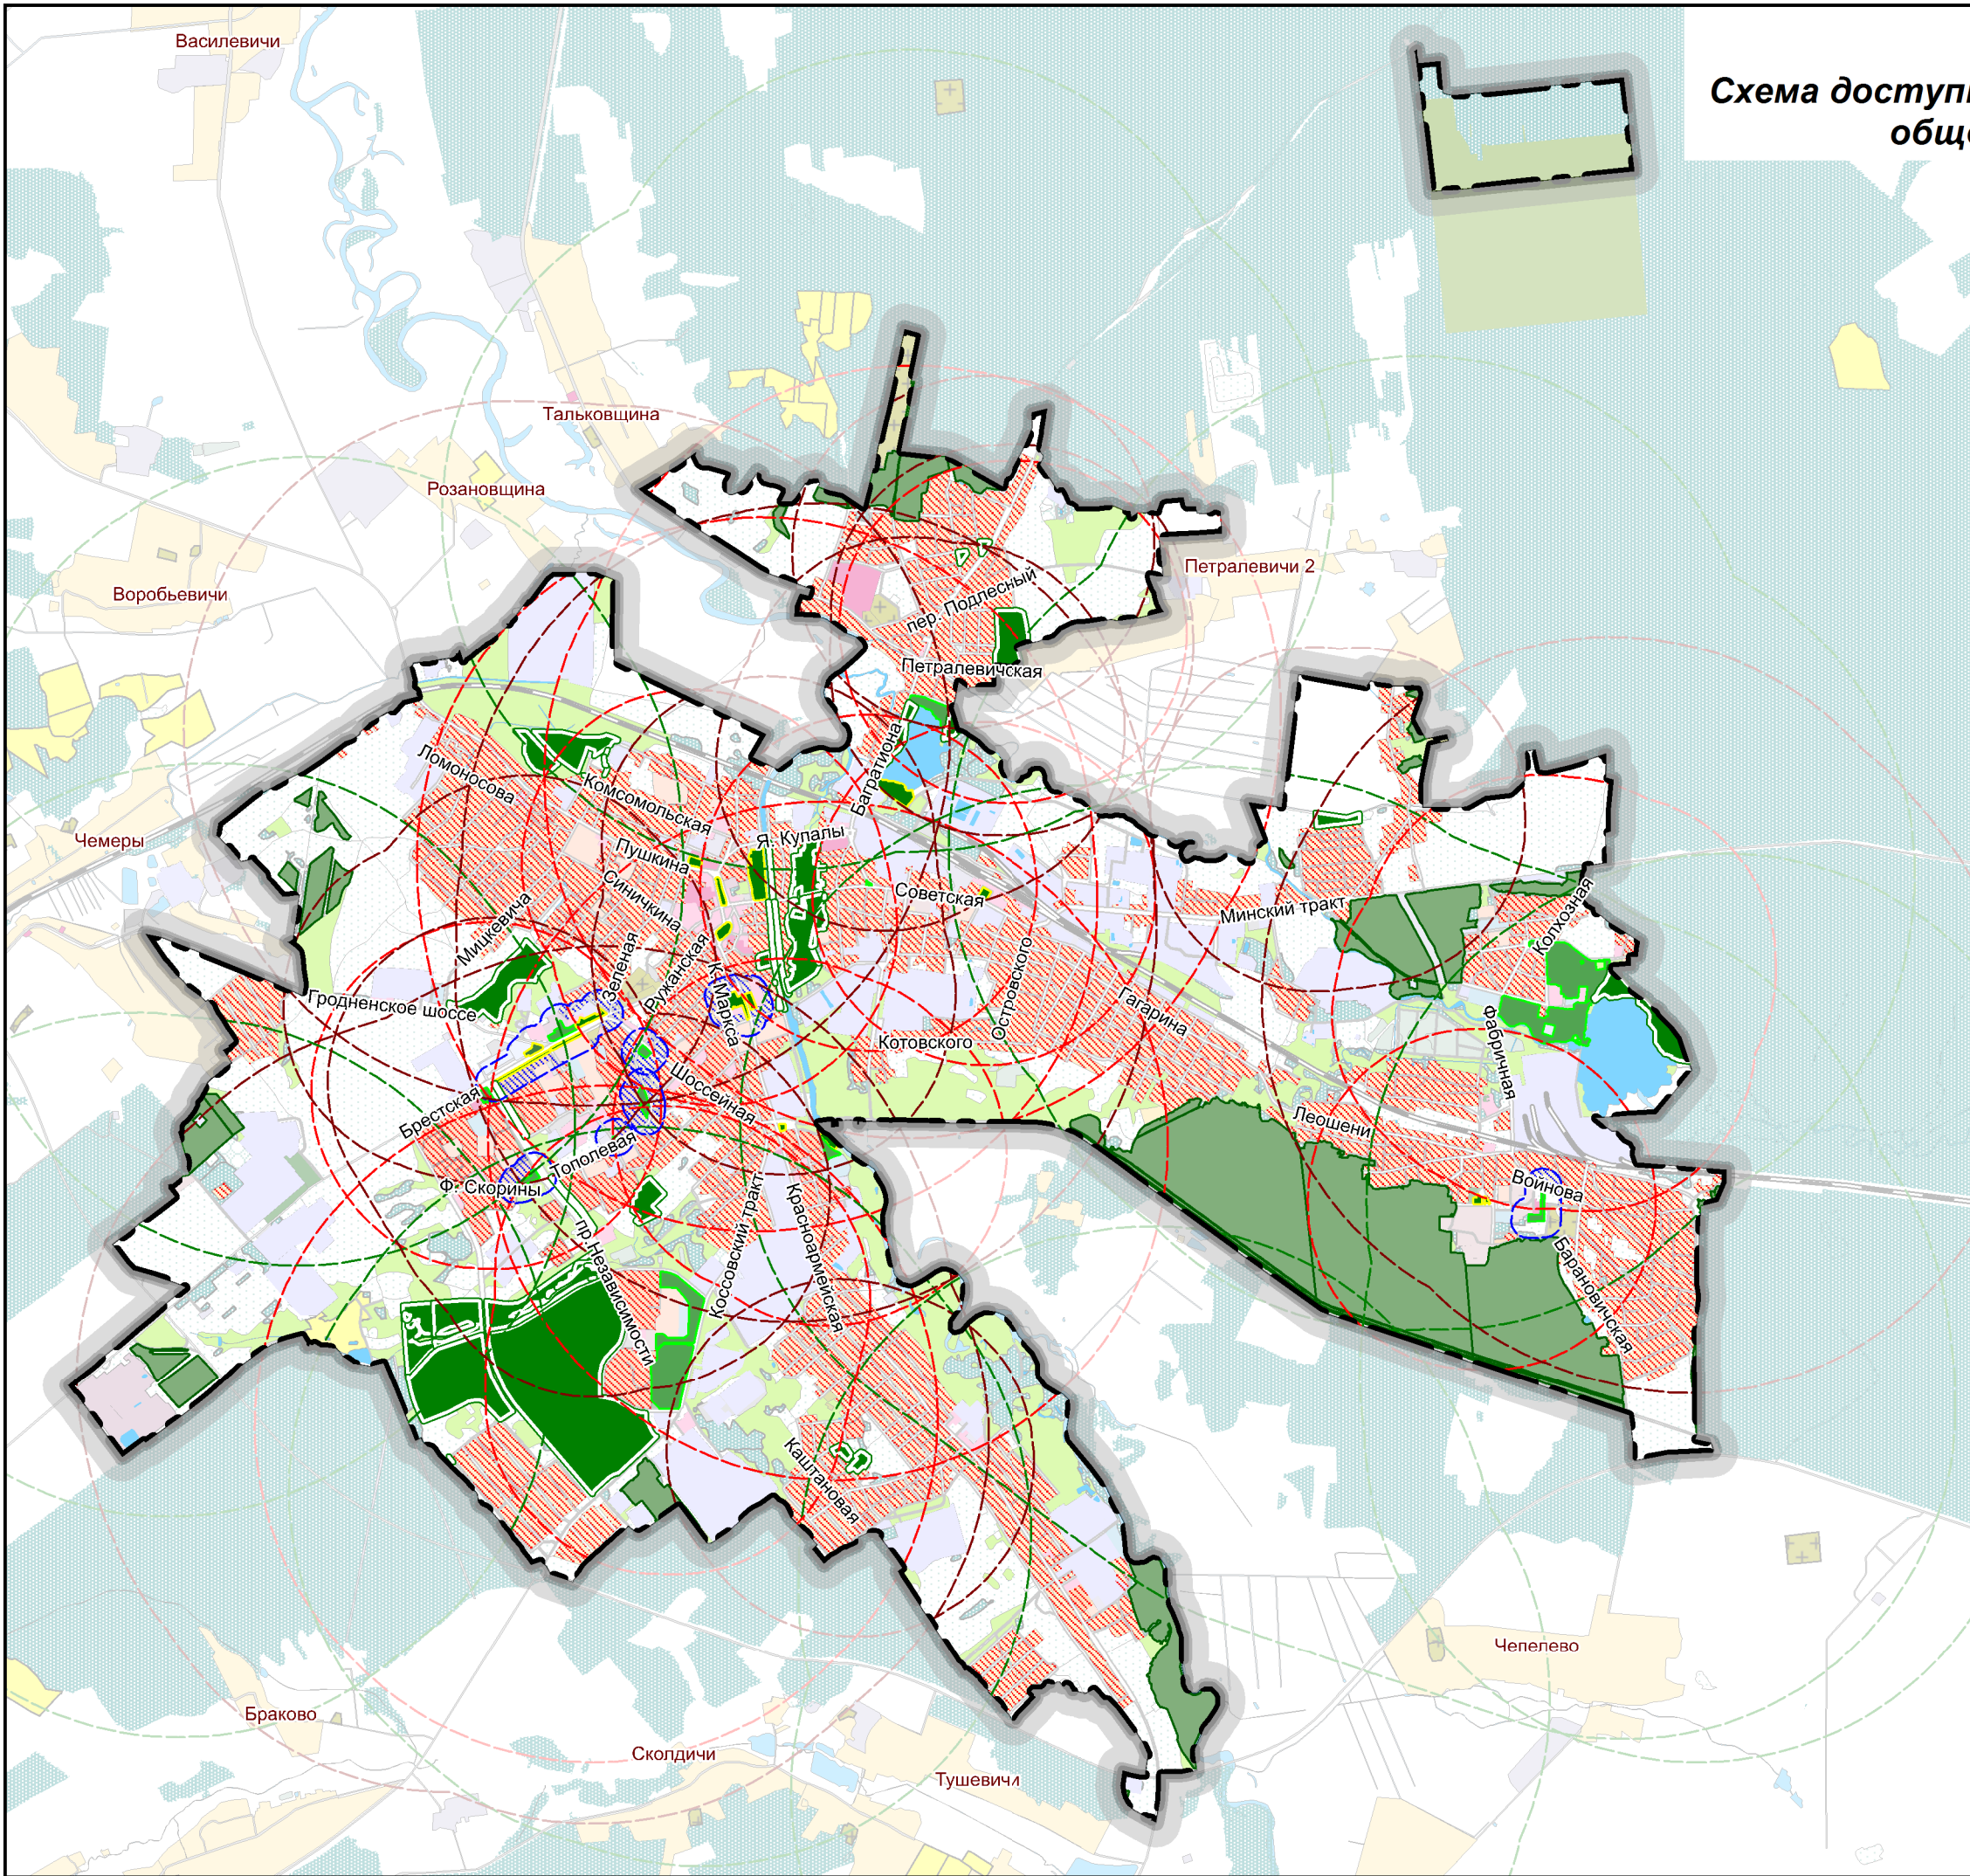 Василевичи
Схема доступ
общ
Тальковщина
Розановщина
Воробьевичи
Петралевичи 2
пер. Подлесный
Петралевичская
Багратиона
Ломоносова
Комсомольская
Чемеры
Я. Купалы
Пушкина
Синичкина
Советская
Минский тракт
Колхозная
Мицкевича
Зеленая
Ружанская
К.Маркса
Островского
Гагарина
Гродненское шоссе
Котовского
Фабричная
Шоссейная
Брестская
Леошени
Тополевая
Войнова
Ф. Скорины
пр.Независимости
Коссовский тракт
Красноармейская
Барановичская
Каштановая
Чепелево
Браково
Сколдичи
Тушевичи